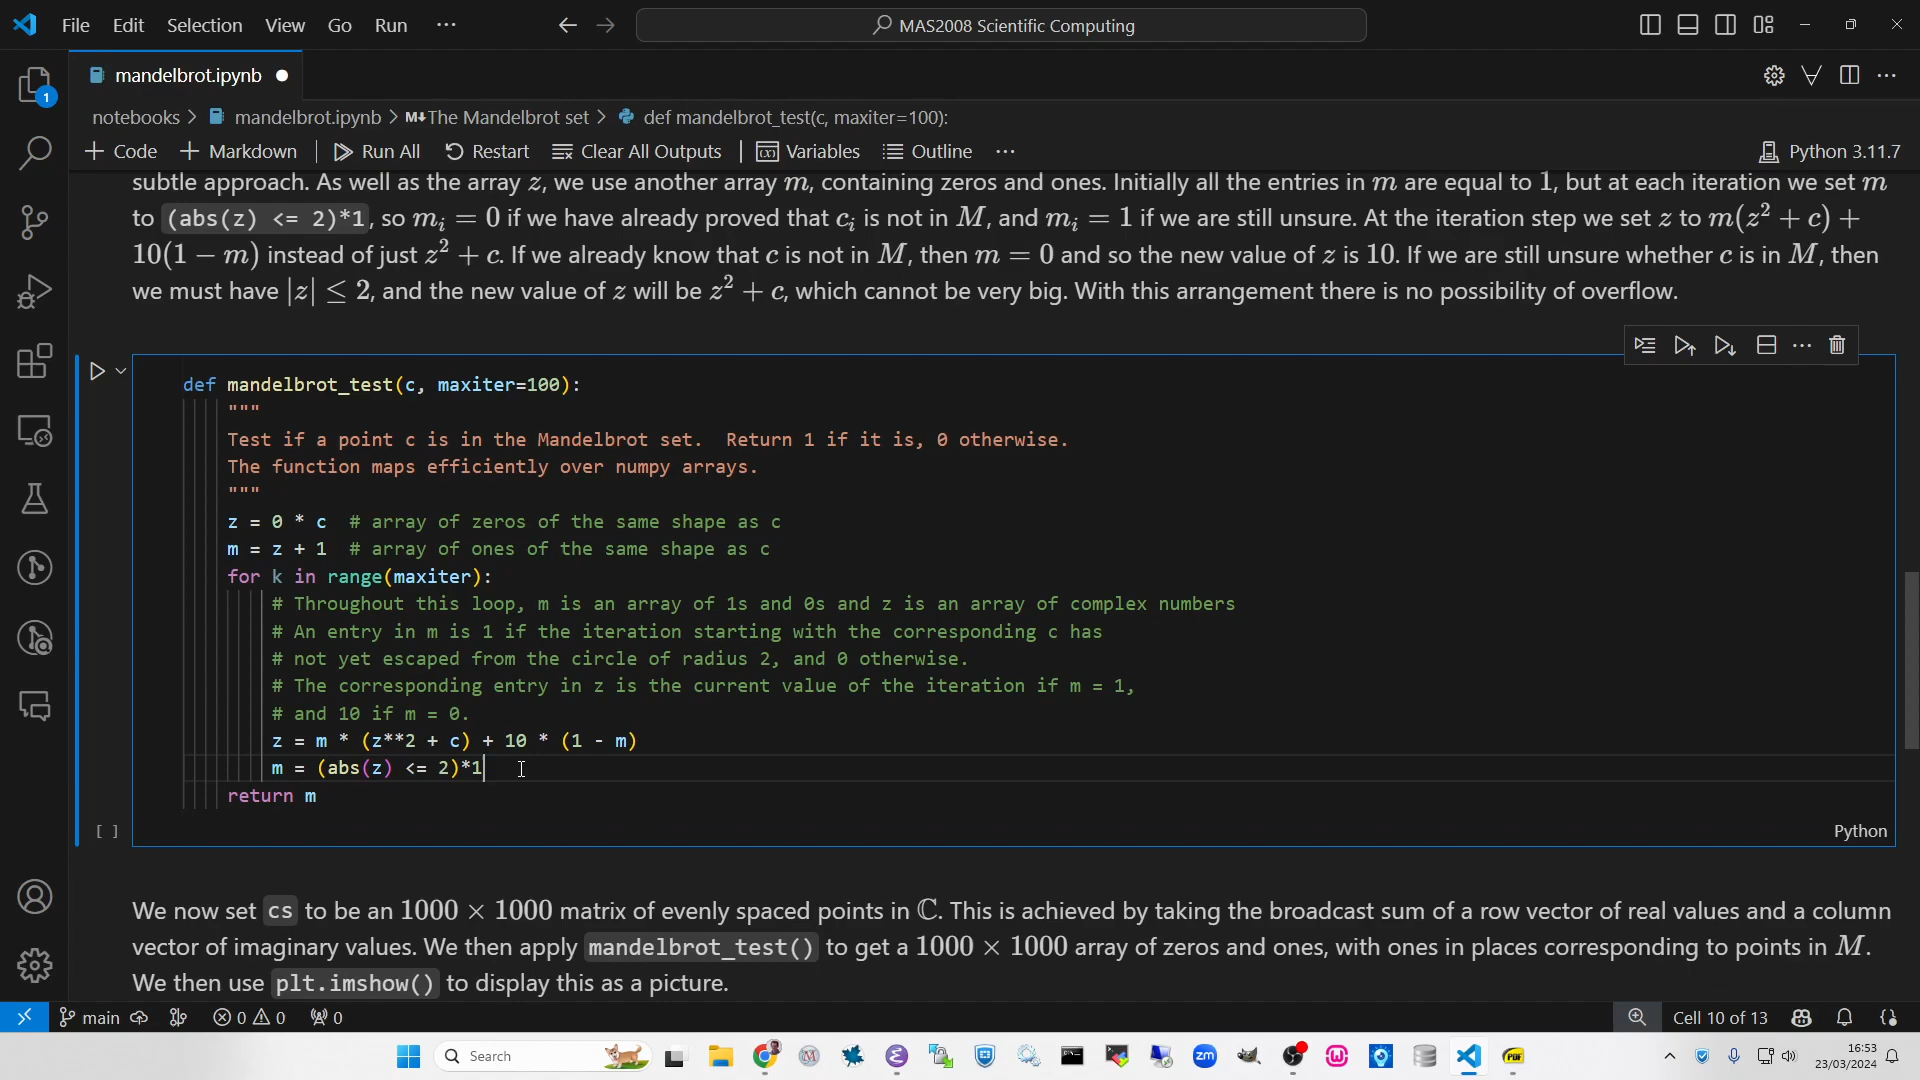 File Edit Selection View Go Run ··· MAS2008 Scientific Computing
mandelbrot.ipynb
notebooks > mandelbrot.ipynb > M↓The Mandelbrot set > def mandelbrot_test(c, maxiter=100):
+ Code + Markdown | Run All Restart Clear All Outputs | Variables Outline ··· Python 3.11.7
subtle approach. As well as the array z, we use another array m, containing zeros and ones. Initially all the entries in m are equal to 1, but at each iteration we set m
to (abs(z) <= 2)*1, so mᵢ = 0 if we have already proved that cᵢ is not in M, and mᵢ = 1 if we are still unsure. At the iteration step we set z to m(z² + c) +
10(1 − m) instead of just z² + c. If we already know that c is not in M, then m = 0 and so the new value of z is 10. If we are still unsure whether c is in M, then
we must have |z| ≤ 2, and the new value of z will be z² + c, which cannot be very big. With this arrangement there is no possibility of overflow.
def mandelbrot_test(c, maxiter=100):
"""
Test if a point c is in the Mandelbrot set.  Return 1 if it is, 0 otherwise.
The function maps efficiently over numpy arrays.
"""
z = 0 * c  # array of zeros of the same shape as c
m = z + 1  # array of ones of the same shape as c
for k in range(maxiter):
# Throughout this loop, m is an array of 1s and 0s and z is an array of complex numbers
# An entry in m is 1 if the iteration starting with the corresponding c has
# not yet escaped from the circle of radius 2, and 0 otherwise.
# The corresponding entry in z is the current value of the iteration if m = 1,
# and 10 if m = 0.
z = m * (z**2 + c) + 10 * (1 - m)
m = (abs(z) <= 2)*1
return m
[ ] Python
We now set cs to be an 1000 × 1000 matrix of evenly spaced points in ℂ. This is achieved by taking the broadcast sum of a row vector of real values and a column
vector of imaginary values. We then apply mandelbrot_test() to get a 1000 × 1000 array of zeros and ones, with ones in places corresponding to points in M.
We then use plt.imshow() to display this as a picture.
main 0 0 0 Cell 10 of 13
Search zm PDF 16:53
23/03/2024
1